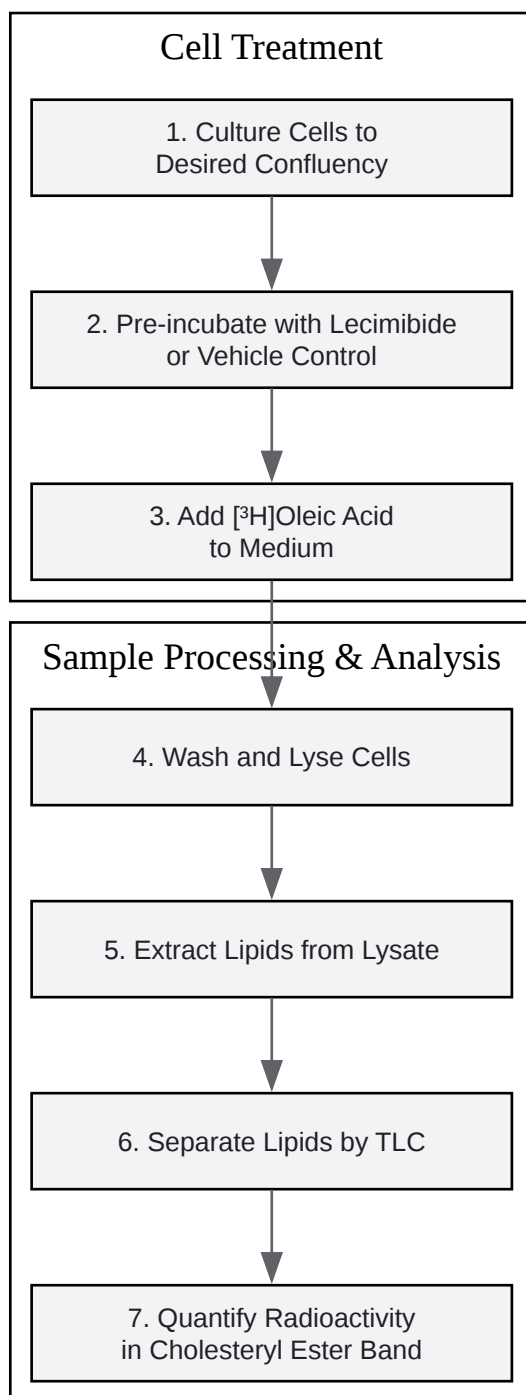 Cell Treatment
1. Culture Cells to
Desired Confluency
2. Pre-incubate with Lecimibide
or Vehicle Control
3. Add [³H]Oleic Acid
to Medium
Sample Processing & Analysis
4. Wash and Lyse Cells
5. Extract Lipids from Lysate
6. Separate Lipids by TLC
7. Quantify Radioactivity
in Cholesteryl Ester Band